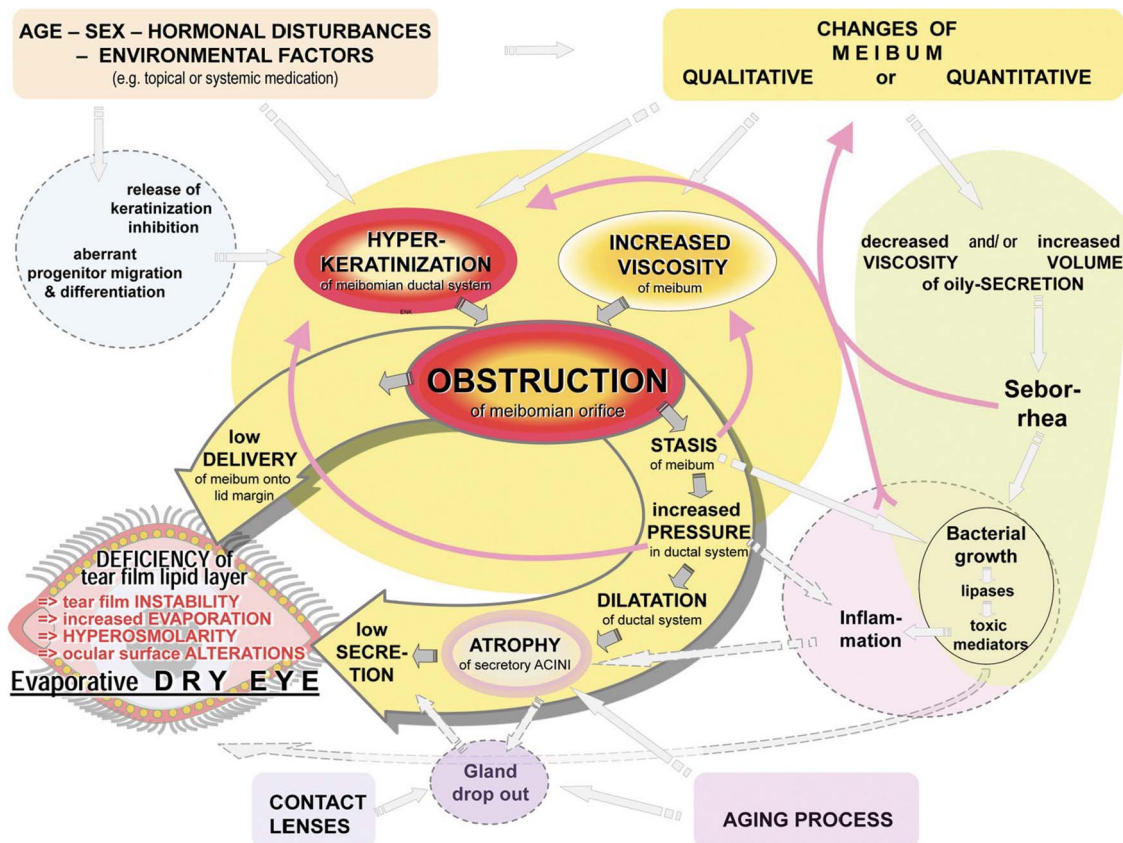 AGE – SEX – HORMONAL DISTURBANCES
– ENVIRONMENTAL FACTORS
(e.g. topical or systemic medication)
CHANGES OF
MEIBUM
QUALITATIVE or QUANTITATIVE
release of
keratinization
inhibition
aberrant
progenitor migration
& differentiation
HYPER-
KERATINIZATION
of meibomian ductal system
ENK
INCREASED
VISCOSITY
of meibum
decreased and/ or increased
VISCOSITY VOLUME
of oily-SECRETION
OBSTRUCTION
of meibomian orifice
Sebor-
rhea
low
DELIVERY
of meibum onto
lid margin
STASIS
of meibum
increased
PRESSURE
in ductal system
DILATATION
of ductal system
Bacterial
growth
lipases
toxic
mediators
Inflam-
mation
DEFICIENCY of
tear film lipid layer
=> tear film INSTABILITY
=> increased EVAPORATION
=> HYPEROSMOLARITY
=> ocular surface ALTERATIONS
Evaporative DRY EYE
low
SECRE-
TION
ATROPHY
of secretory ACINI
Gland
drop out
CONTACT
LENSES
AGING PROCESS